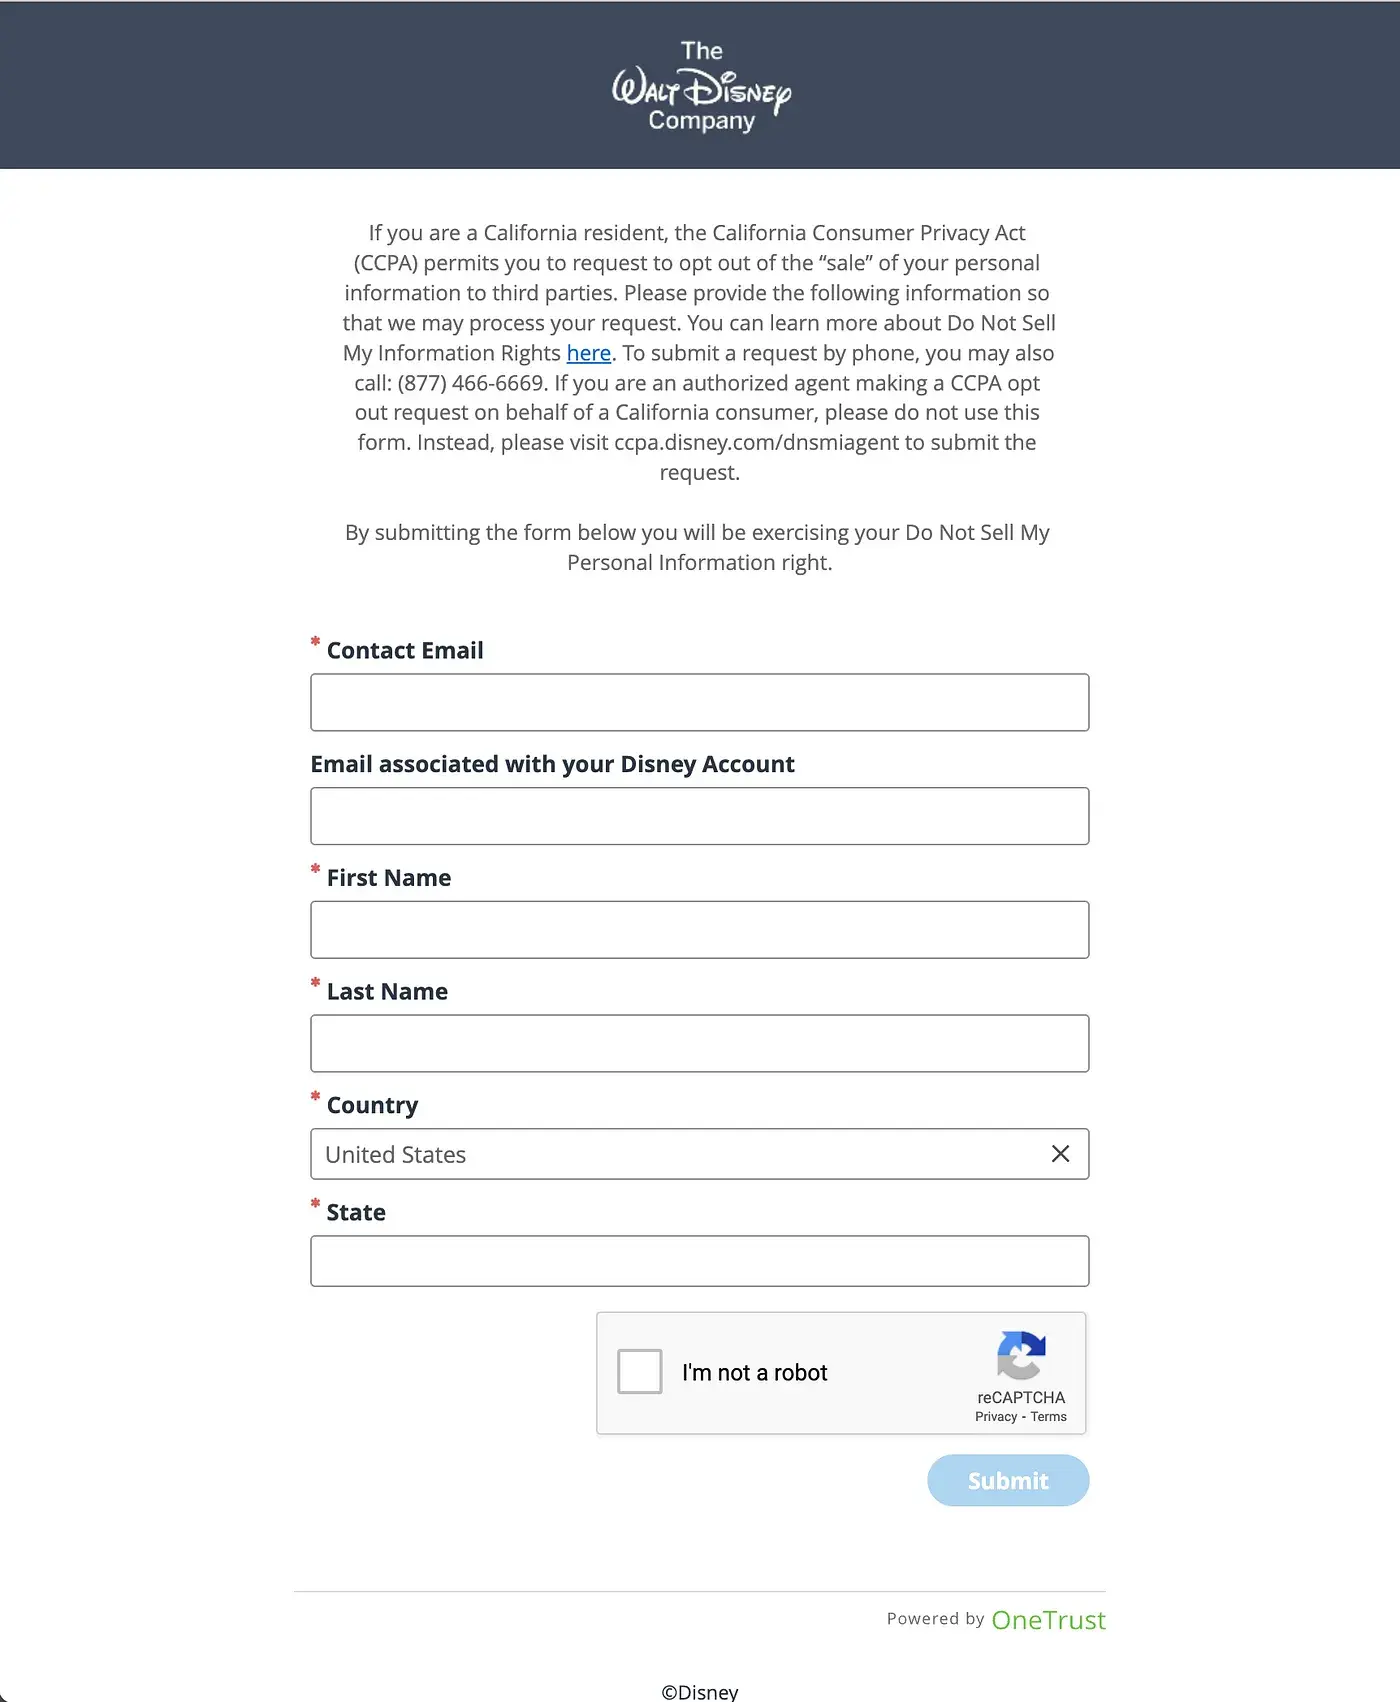 The
WALT DISNEY
Company
If you are a California resident, the California Consumer Privacy Act
(CCPA) permits you to request to opt out of the “sale” of your personal
information to third parties. Please provide the following information so
that we may process your request. You can learn more about Do Not Sell
My Information Rights here. To submit a request by phone, you may also
call: (877) 466-6669. If you are an authorized agent making a CCPA opt
out request on behalf of a California consumer, please do not use this
form. Instead, please visit ccpa.disney.com/dnsmiagent to submit the
request.
By submitting the form below you will be exercising your Do Not Sell My
Personal Information right.
* Contact Email
Email associated with your Disney Account
* First Name
* Last Name
* Country
United States
* State
I'm not a robot
reCAPTCHA
Privacy - Terms
Submit
Powered by OneTrust
©Disney